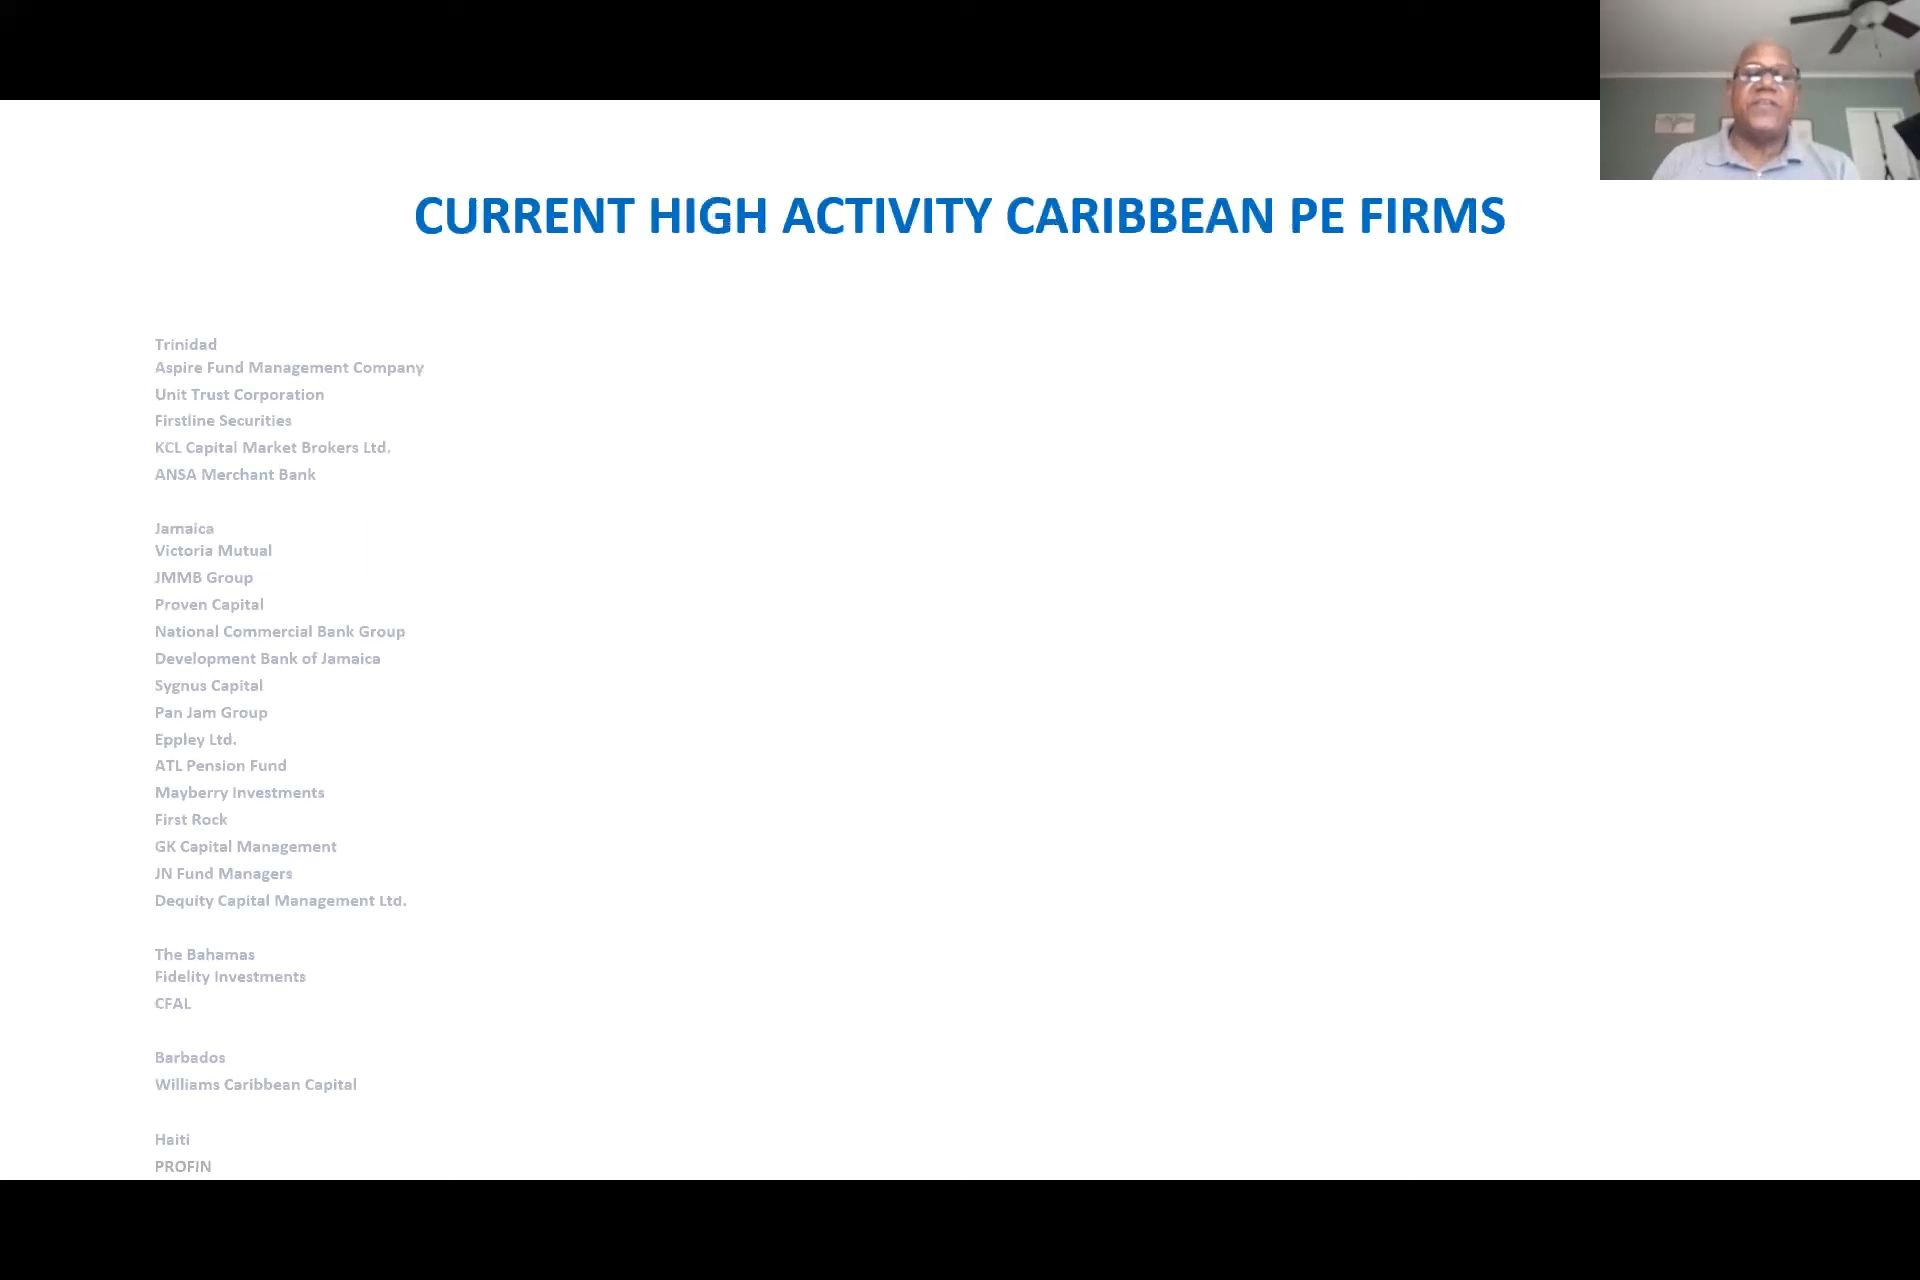 CURRENT HIGH ACTIVITY CARIBBEAN PE FIRMS
Trinidad
Aspire Fund Management Company
Unit Trust Corporation
Firstline Securities
KCL Capital Market Brokers Ltd.
ANSA Merchant Bank
Jamaica
Victoria Mutual
JMMB Group
Proven Capital
National Commercial Bank Group
Development Bank of Jamaica
Sygnus Capital
Pan Jam Group
Eppley Ltd.
ATL Pension Fund
Mayberry Investments
First Rock
GK Capital Management
JN Fund Managers
Dequity Capital Management Ltd.
The Bahamas
Fidelity Investments
CFAL
Barbados
Williams Caribbean Capital
Haiti
PROFIN